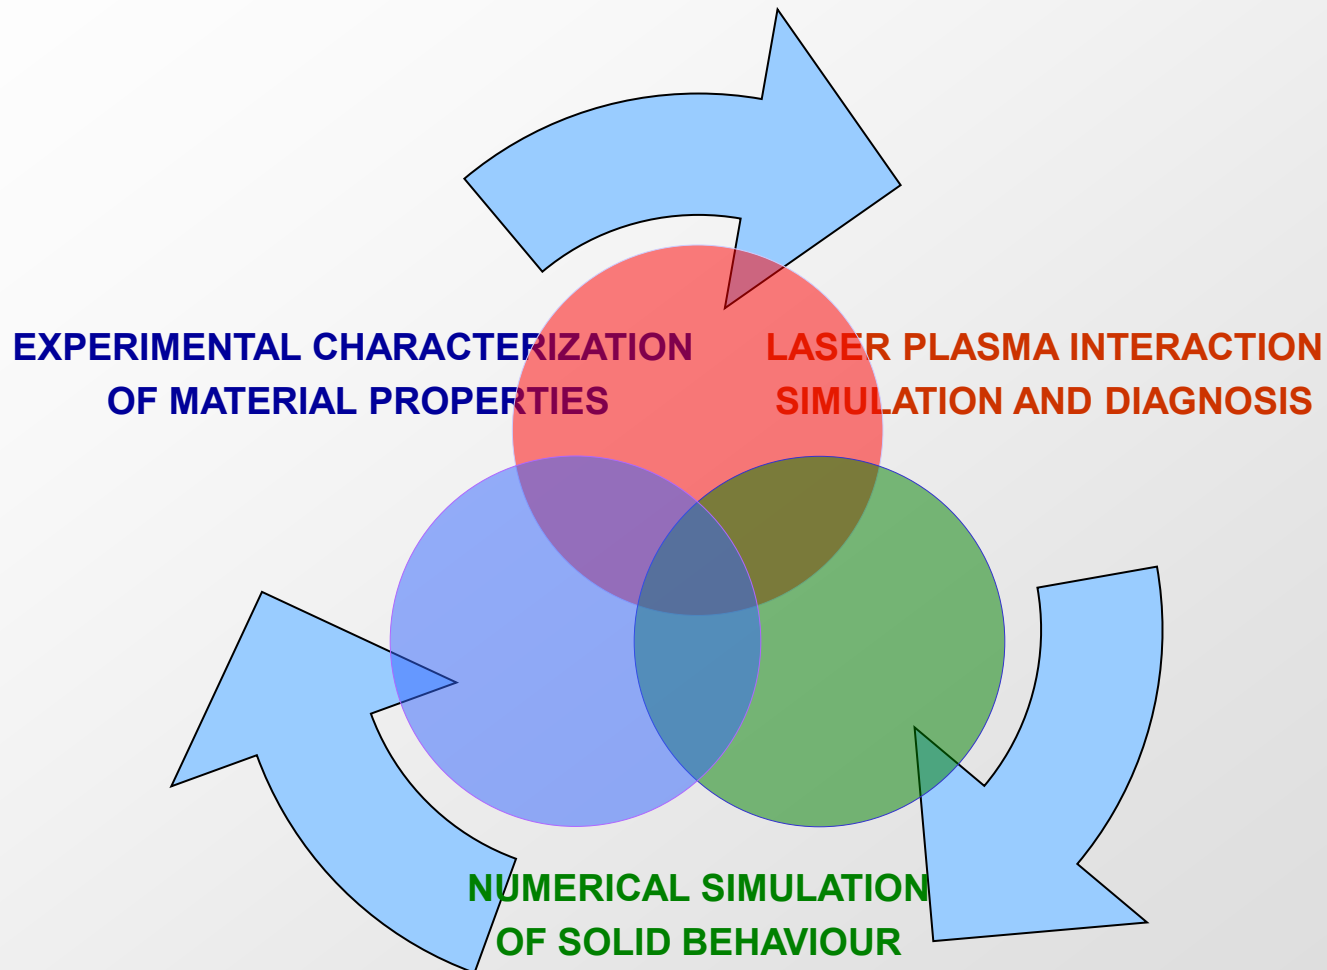 EXPERIMENTAL CHARACTERIZATION
OF MATERIAL PROPERTIES
LASER PLASMA INTERACTION
SIMULATION AND DIAGNOSIS
NUMERICAL SIMULATION
OF SOLID BEHAVIOUR